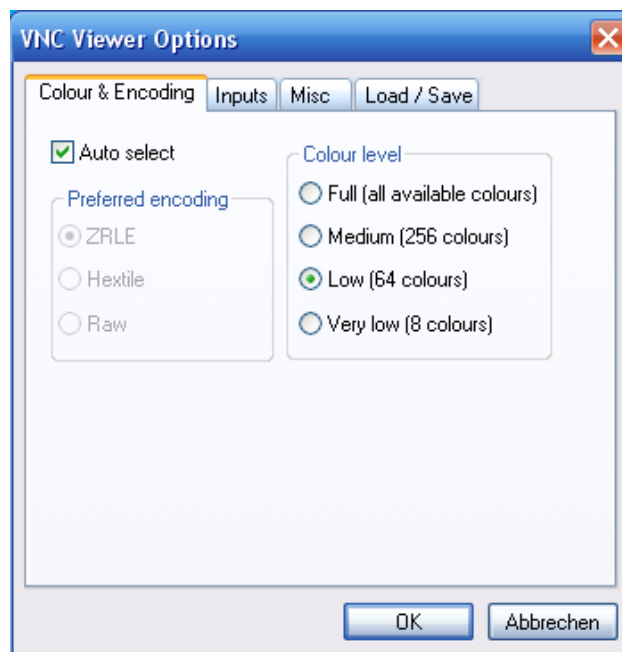 VNC Viewer Options
Colour & Encoding Inputs Misc Load / Save
Auto select
Preferred encoding
ZRLE
Hextile
Raw
Colour level
Full (all available colours)
Medium (256 colours)
Low (64 colours)
Very low (8 colours)
OK Abbrechen